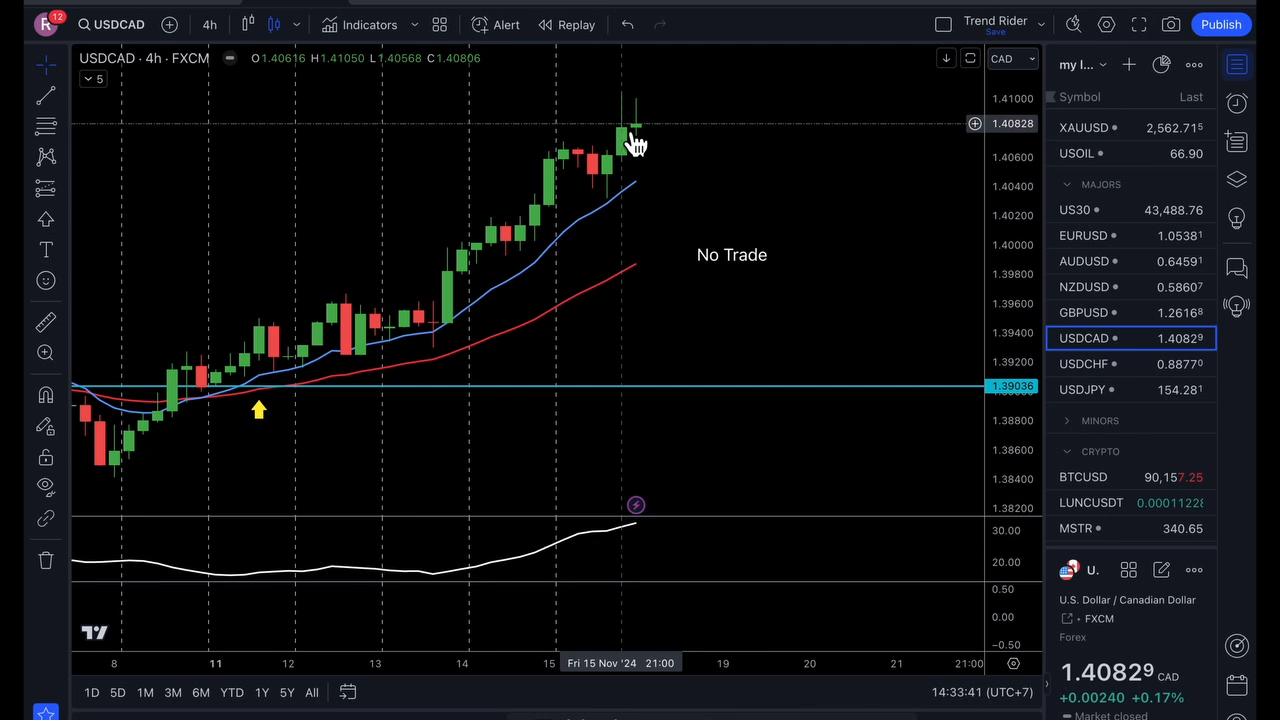 R 12 USDCAD 4h Indicators Alert Replay Trend Rider Save Publish
USDCAD · 4h · FXCM O1.40616 H1.41050 L1.40568 C1.40806
5
CAD
1.41000
1.40828
1.40600
1.40400
1.40200
1.40000
1.39800
1.39600
1.39400
1.39200
1.39036
1.38800
1.38600
1.38400
1.38200
30.00
20.00
0.50
0.00
−0.50
No Trade
8 11 12 13 14 15 Fri 15 Nov '24 21:00 19 20 21 21:00
1D 5D 1M 3M 6M YTD 1Y 5Y All 14:33:41 (UTC+7)
my l...
Symbol Last
XAUUSD 2,562.715
USOIL 66.90
MAJORS
US30 43,488.76
EURUSD 1.05381
AUDUSD 0.64591
NZDUSD 0.58607
GBPUSD 1.26168
USDCAD 1.40829
USDCHF 0.88770
USDJPY 154.281
MINORS
CRYPTO
BTCUSD 90,157.25
LUNCUSDT 0.00011228
MSTR 340.65
U.
U.S. Dollar / Canadian Dollar
FXCM
Forex
1.40829 CAD
+0.00240 +0.17%
Market closed